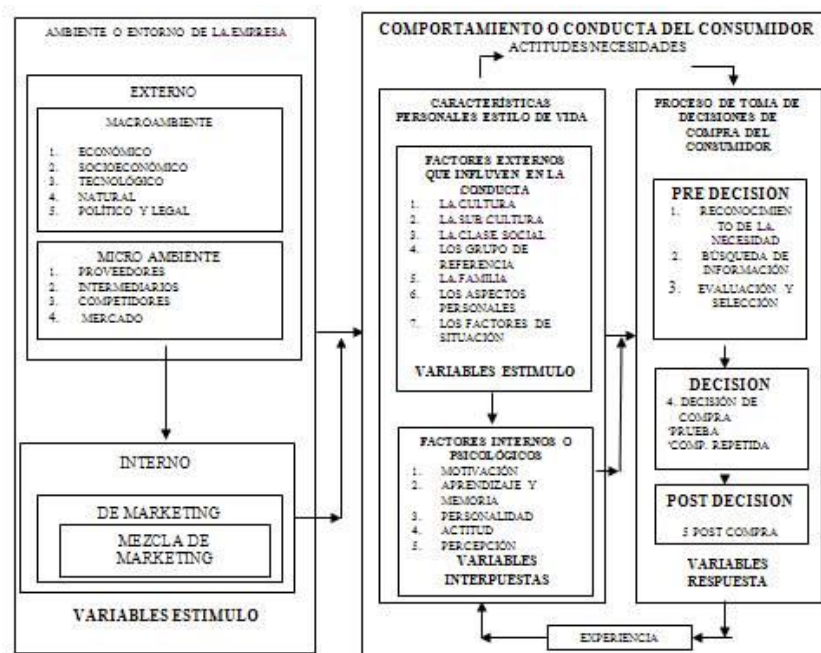 AMBIENTE O ENTORNO DE LA EMPRESA
EXTERNO
MACROAMBIENTE
1. ECONÓMICO
2. SOCIOECONÓMICO
3. TECNOLÓGICO
4. NATURAL
5. POLÍTICO Y LEGAL
MICRO AMBIENTE
1. PROVEEDORES
2. INTERMEDIARIOS
3. COMPETIDORES
4. MERCADO
INTERNO
DE MARKETING
MEZCLA DE
MARKETING
VARIABLES ESTIMULO
COMPORTAMIENTO O CONDUCTA DEL CONSUMIDOR
ACTITUDES NECESIDADES
CARACTERÍSTICAS
PERSONALES ESTILO DE VIDA
FACTORES EXTERNOS
QUE INFLUYEN EN LA
CONDUCTA
1. LA CULTURA
2. LA SUB CULTURA
3. LA CLASE SOCIAL
4. LOS GRUPO DE
REFERENCIA
5. LA FAMILIA
6. LOS ASPECTOS
PERSONALES
7. LOS FACTORES DE
SITUACIÓN
VARIABLES ESTIMULO
FACTORES INTERNOS O
PSICOLÓGICOS
1. MOTIVACIÓN
2. APRENDIZAJE Y
MEMORIA
3. PERSONALIDAD
4. ACTITUD
5. PERCEPCIÓN
VARIABLES
INTERPUESTAS
PROCESO DE TOMA DE
DECISIONES DE
COMPRA DEL
CONSUMIDOR
PRE DECISION
1. RECONOCIMIEN
TO DE LA
NECESIDAD
2. BÚSQUEDA DE
INFORMACIÓN
3. EVALUACIÓN Y
SELECCIÓN
DECISION
4. DECISIÓN DE
COMPRA
*PRUEBA
*COMP. REPETIDA
POST DECISION
5 POST COMPRA
VARIABLES
RESPUESTA
EXPERIENCIA